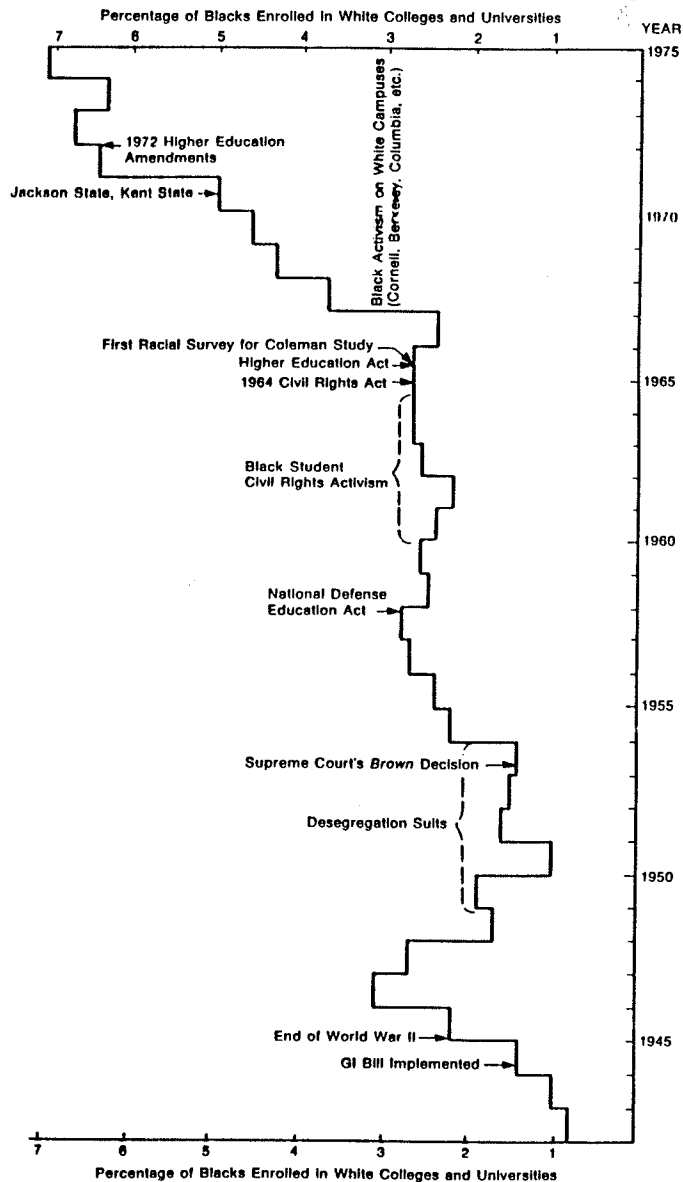 Percentage of Blacks Enrolled in White Colleges and Universities
7 6 5 4 3 2 1
YEAR
1975
Black Activism on White Campuses
(Cornell, Berkeley, Columbia, etc.)
1972 Higher Education
Amendments
Jackson State, Kent State
1970
First Racial Survey for Coleman Study
Higher Education Act
1964 Civil Rights Act
1965
Black Student
Civil Rights Activism
1960
National Defense
Education Act
1955
Supreme Court's Brown Decision
Desegregation Suits
1950
End of World War II
1945
GI Bill Implemented
7 6 5 4 3 2 1
Percentage of Blacks Enrolled in White Colleges and Universities